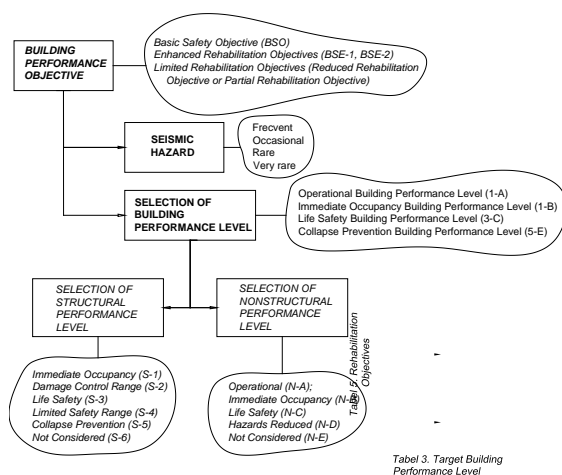 BUILDING
PERFORMANCE
OBJECTIVE
Basic Safety Objective (BSO)
Enhanced Rehabilitation Objectives (BSE-1, BSE-2)
Limited Rehabilitation Objectives (Reduced Rehabilitation
Objective or Partial Rehabilitation Objective)
SEISMIC
HAZARD
Frecvent
Occasional
Rare
Very rare
SELECTION OF
BUILDING
PERFORMANCE LEVEL
Operational Building Performance Level (1-A)
Immediate Occupancy Building Performance Level (1-B)
Life Safety Building Performance Level (3-C)
Collapse Prevention Building Performance Level (5-E)
SELECTION OF
STRUCTURAL
PERFORMANCE
LEVEL
SELECTION OF
NONSTRUCTURAL
PERFORMANCE
LEVEL
Immediate Occupancy (S-1)
Damage Control Range (S-2)
Life Safety (S-3)
Limited Safety Range (S-4)
Collapse Prevention (S-5)
Not Considered (S-6)
Operational (N-A);
Immediate Occupancy (N-B)
Life Safety (N-C)
Hazards Reduced (N-D)
Not Considered (N-E)
Tabel 5. Rehabilitation
Objectives
Tabel 3. Target Building
Performance Level